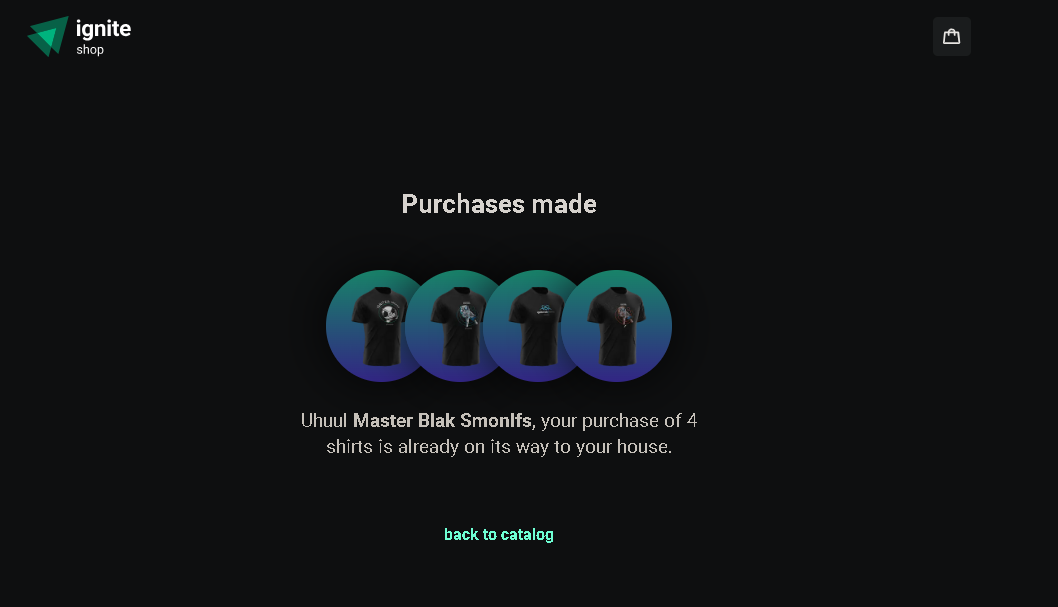 ignite
shop
Purchases made
Uhuul Master Blak Smonlfs, your purchase of 4
shirts is already on its way to your house.
back to catalog